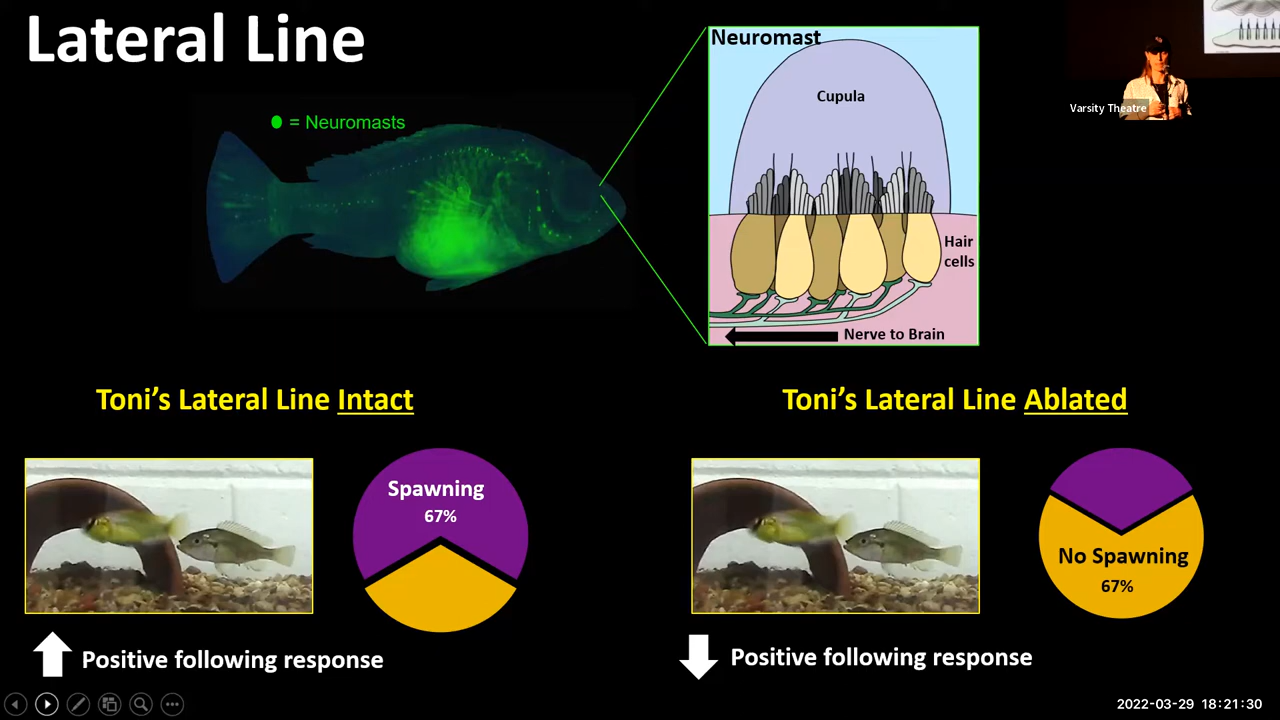 Lateral Line
= Neuromasts
Neuromast
Cupula
Hair
cells
Nerve to Brain
Varsity Theatre
Toni's Lateral Line Intact
Spawning
67%
Positive following response
Toni's Lateral Line Ablated
No Spawning
67%
Positive following response
2022-03-29 18:21:30